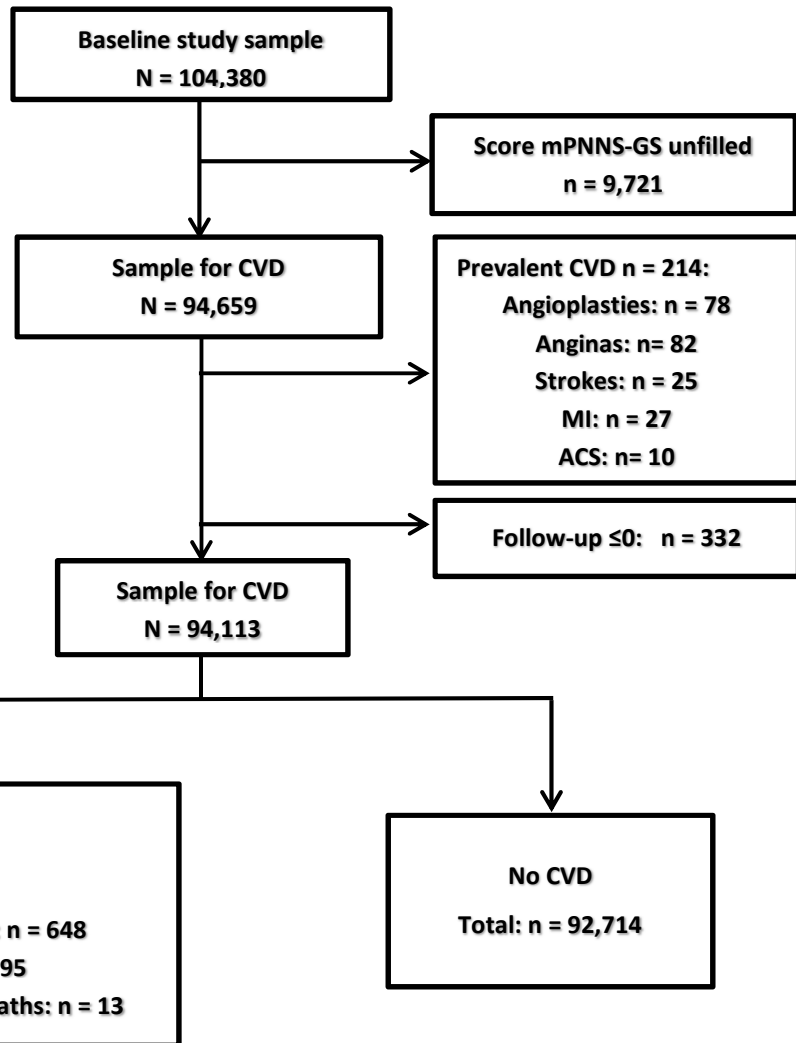 Baseline study sample
N = 104,380
Score mPNNS-GS unfilled
n = 9,721
Sample for CVD
N = 94,659
Prevalent CVD n = 214:
Angioplasties: n = 78
Anginas: n= 82
Strokes: n = 25
MI: n = 27
ACS: n= 10
Follow-up ≤0: n = 332
Sample for CVD
N = 94,113
n = 648
95
aths: n = 13
No CVD
Total: n = 92,714